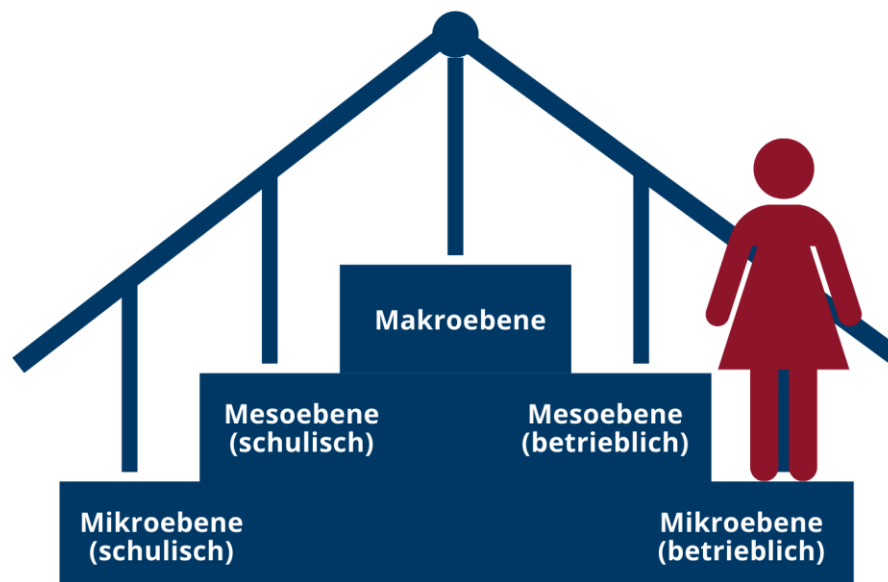 Makroebene
Mesoebene
(schulisch)
Mesoebene
(betrieblich)
Mikroebene
(schulisch)
Mikroebene
(betrieblich)